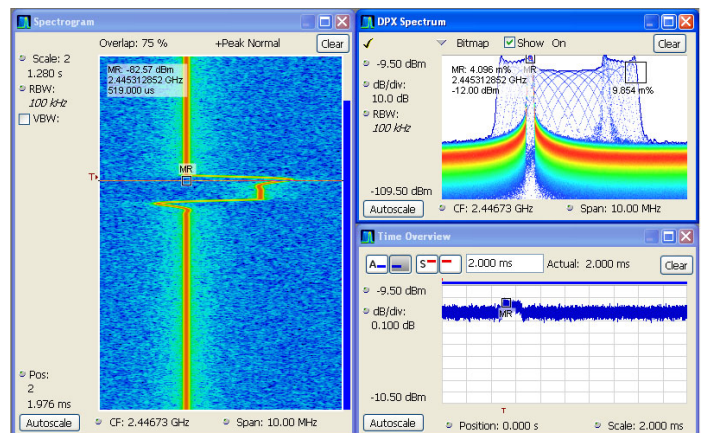 Spectrogram
Overlap: 75 %
+Peak Normal
Clear
Scale: 2
1.280 s
RBW:
100 kHz
VBW:
MR: -82.57 dBm
2.445312852 GHz
519.000 us
MR
T
Pos:
2
1.976 ms
Autoscale
CF: 2.44673 GHz
Span: 10.00 MHz
DPX Spectrum
Bitmap
Show
On
Clear
-9.50 dBm
dB/div:
10.0 dB
RBW:
100 kHz
MR: 4.096 m%
2.445312852 GHz
-12.00 dBm
MR
9.854 m%
-109.50 dBm
Autoscale
CF: 2.44673 GHz
Span: 10.00 MHz
Time Overview
A
S
2.000 ms
Actual: 2.000 ms
Clear
-9.50 dBm
dB/div:
0.100 dB
MR
-10.50 dBm
T
Autoscale
Position: 0.000 s
Scale: 2.000 ms